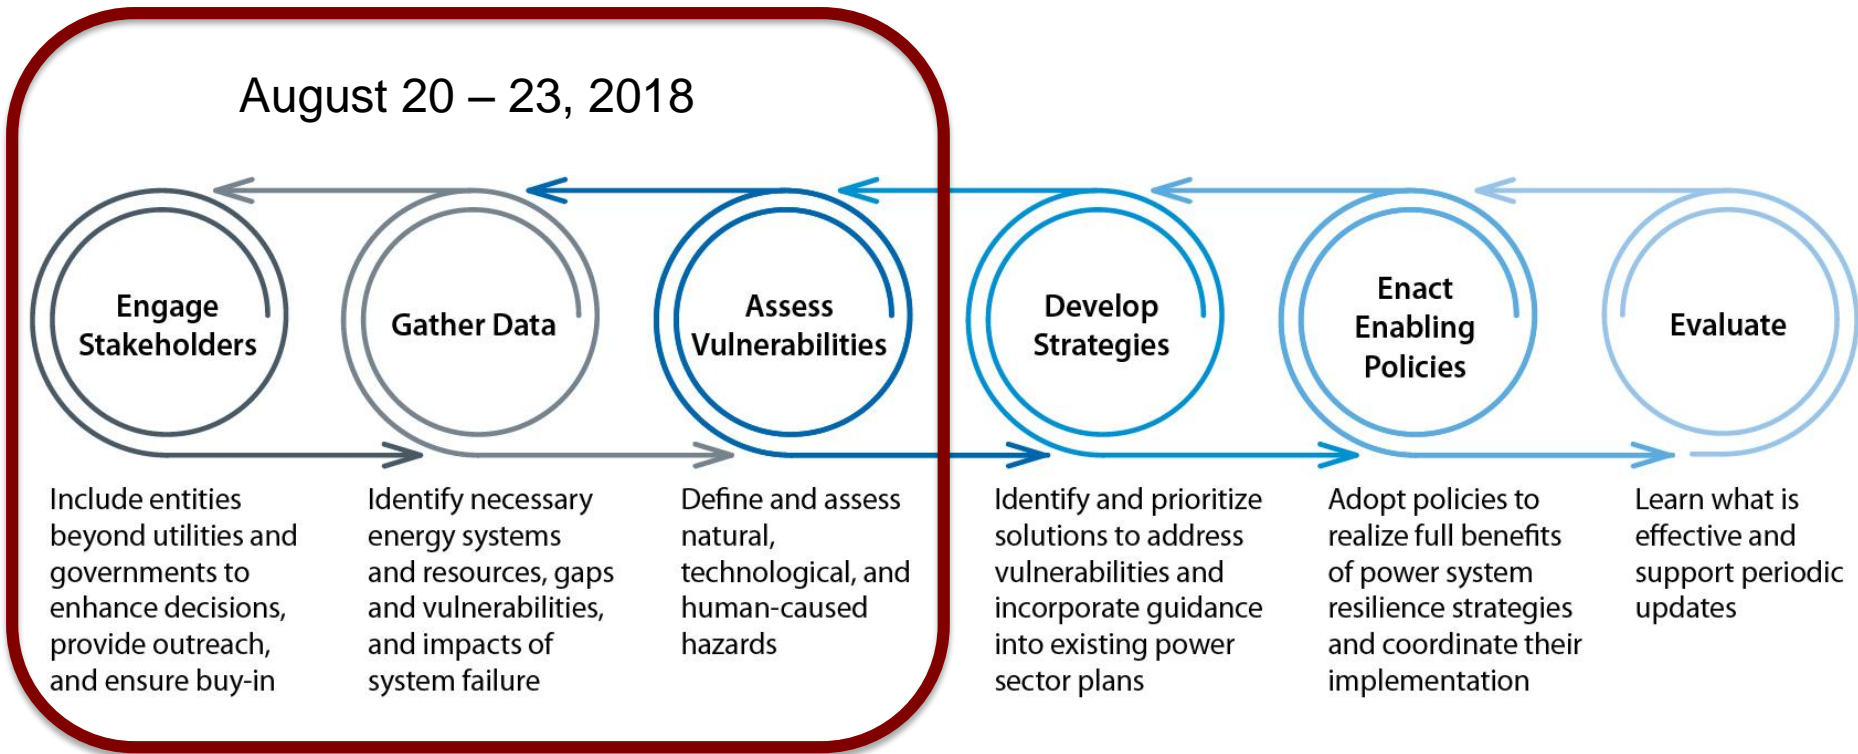 August 20 – 23, 2018
Engage
Stakeholders
Gather Data
Assess
Vulnerabilities
Develop
Strategies
Enact
Enabling
Policies
Evaluate
Include entities
beyond utilities and
governments to
enhance decisions,
provide outreach,
and ensure buy-in
Identify necessary
energy systems
and resources, gaps
and vulnerabilities,
and impacts of
system failure
Define and assess
natural,
technological, and
human-caused
hazards
Identify and prioritize
solutions to address
vulnerabilities and
incorporate guidance
into existing power
sector plans
Adopt policies to
realize full benefits
of power system
resilience strategies
and coordinate their
implementation
Learn what is
effective and
support periodic
updates